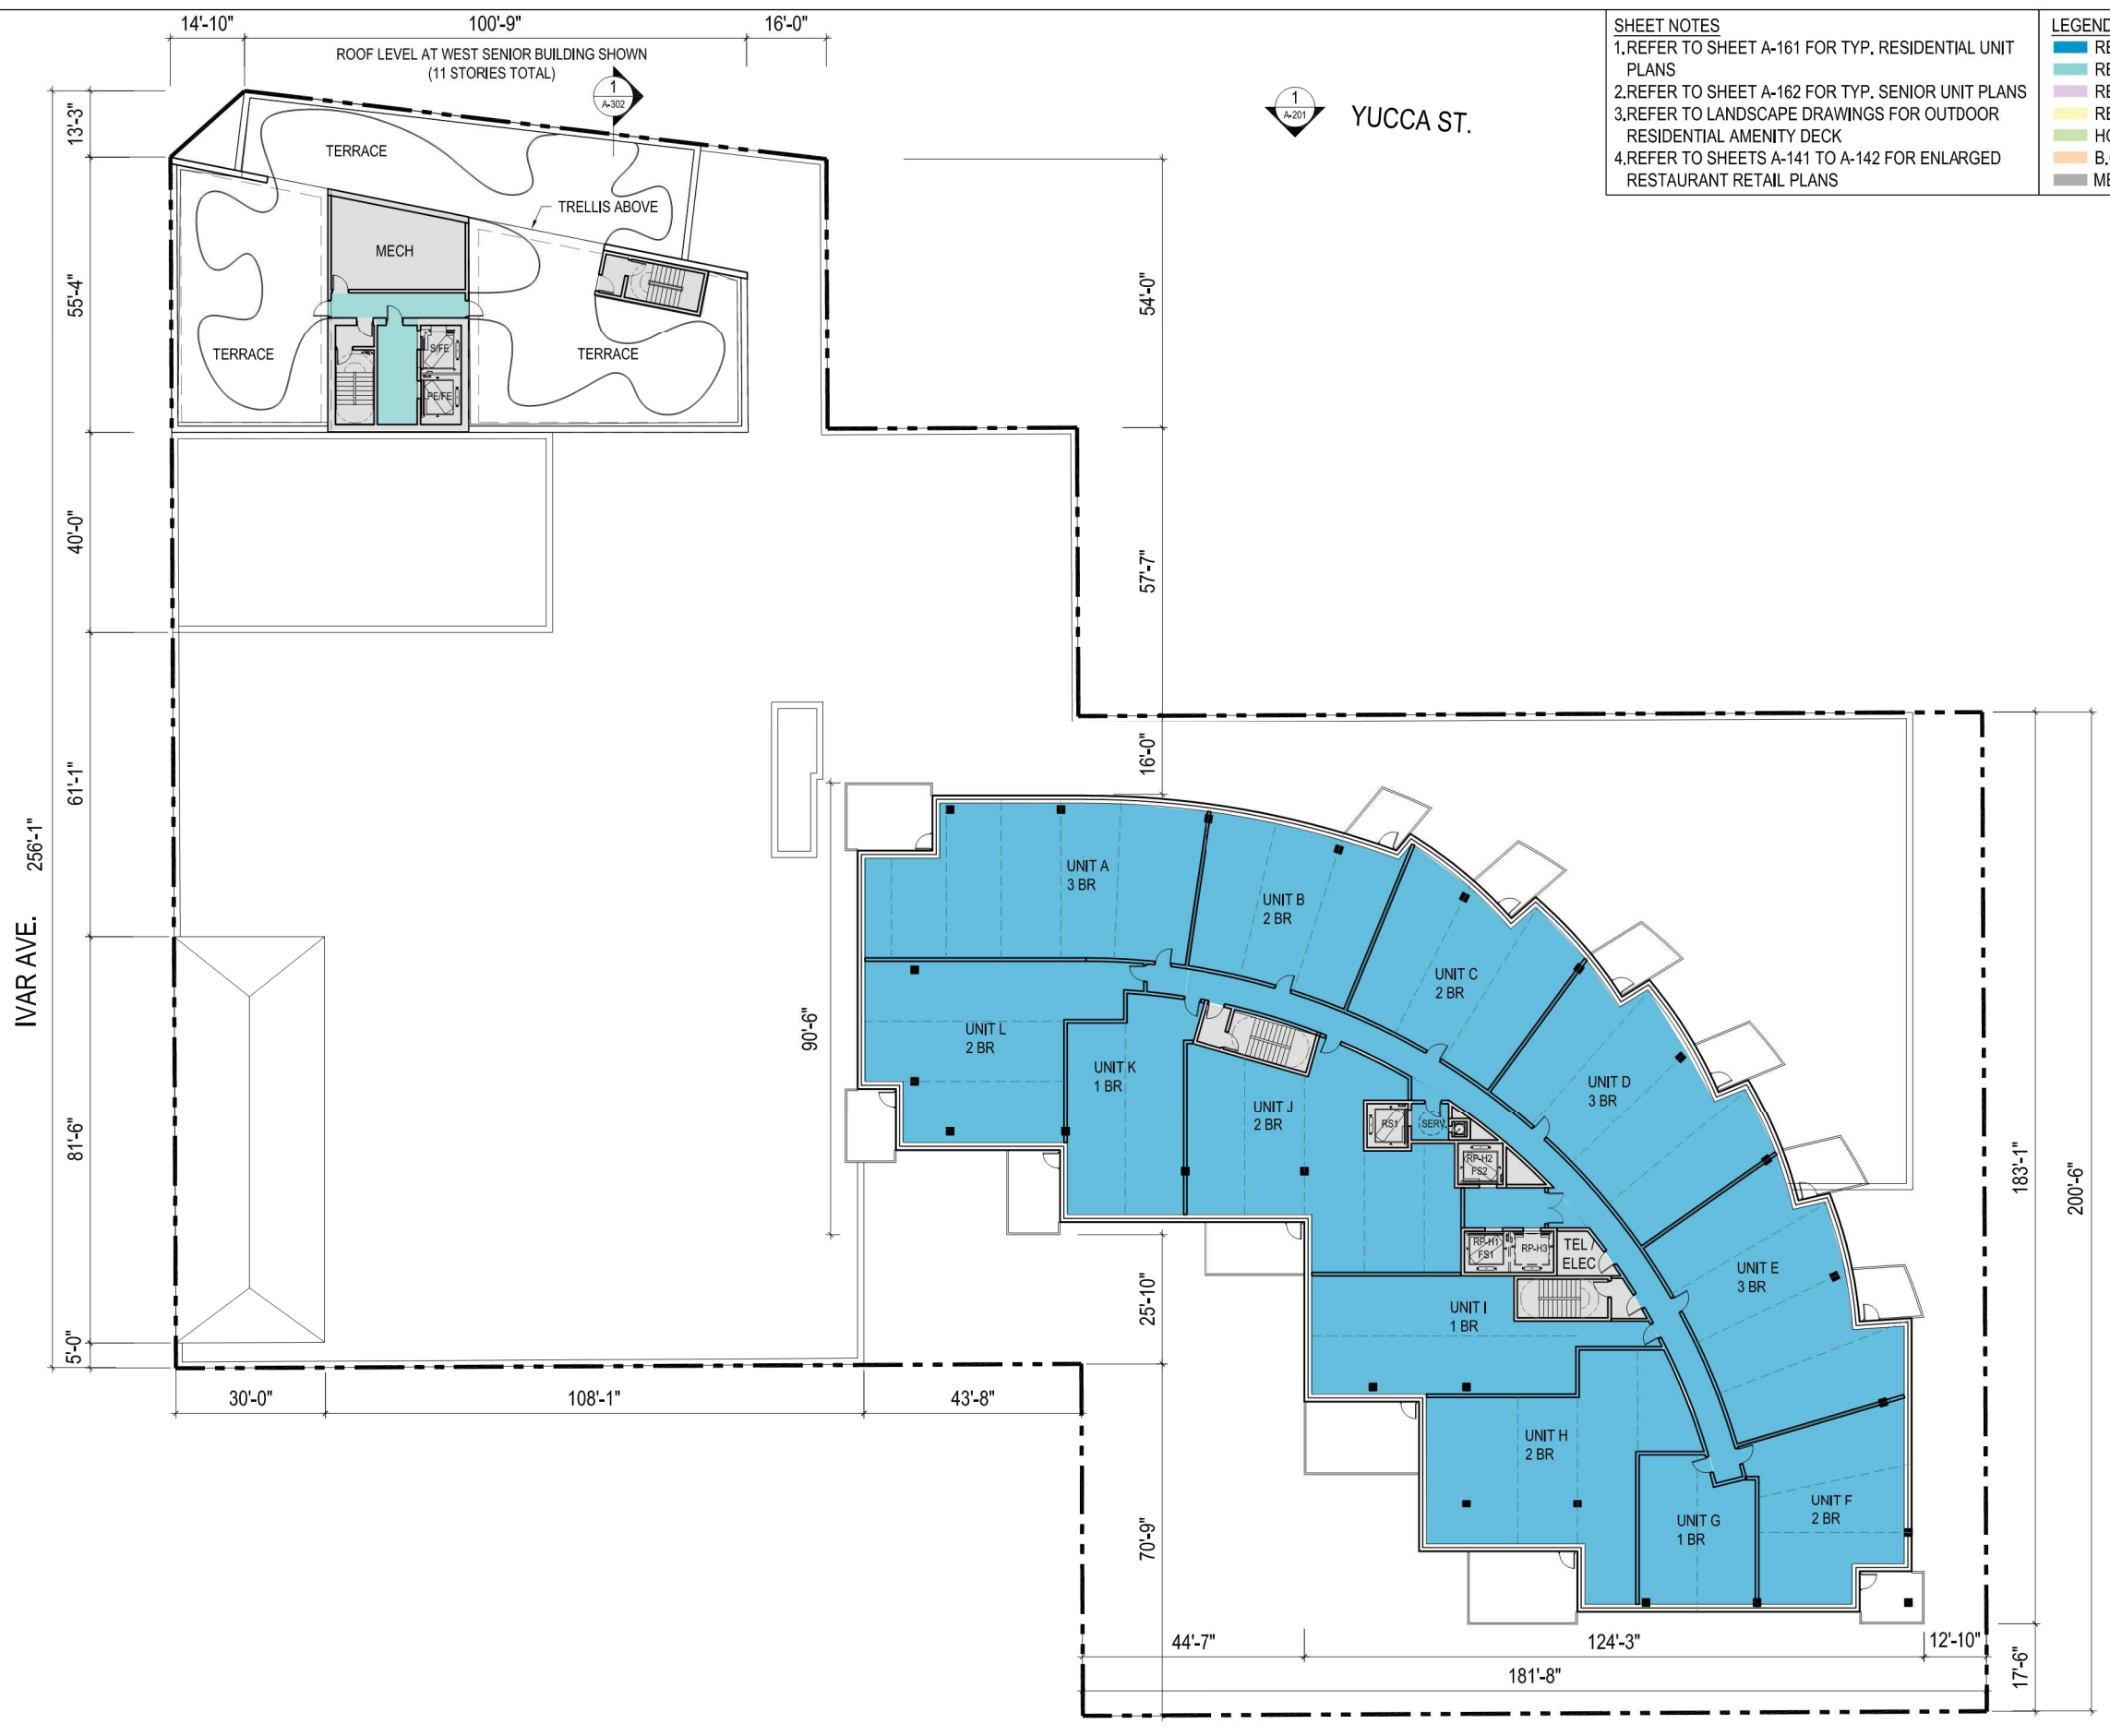 14'-10"
100'-9"
16'-0"
ROOF LEVEL AT WEST SENIOR BUILDING SHOWN
(11 STORIES TOTAL)
1
A-302
1
A-201
YUCCA ST.
SHEET NOTES
1.REFER TO SHEET A-161 FOR TYP. RESIDENTIAL UNIT
PLANS
2.REFER TO SHEET A-162 FOR TYP. SENIOR UNIT PLANS
3.REFER TO LANDSCAPE DRAWINGS FOR OUTDOOR
RESIDENTIAL AMENITY DECK
4.REFER TO SHEETS A-141 TO A-142 FOR ENLARGED
RESTAURANT RETAIL PLANS
LEGEND
RE
RE
RE
RE
HO
B.
ME
13'-3"
55'-4"
40'-0"
61'-1"
81'-6"
5'-0"
256'-1"
IVAR AVE.
TERRACE
TRELLIS ABOVE
MECH
TERRACE
TERRACE
S/FE
PE/FE
54'-0"
57'-7"
16'-0"
90'-6"
25'-10"
70'-9"
UNIT A
3 BR
UNIT B
2 BR
UNIT C
2 BR
UNIT D
3 BR
UNIT E
3 BR
UNIT F
2 BR
UNIT G
1 BR
UNIT H
2 BR
UNIT I
1 BR
UNIT J
2 BR
UNIT K
1 BR
UNIT L
2 BR
RS1
SERV.
RP-H2
FS2
RP-H1
FS1
RP-H3
TEL /
ELEC
183'-1"
200'-6"
17'-6"
30'-0"
108'-1"
43'-8"
44'-7"
124'-3"
12'-10"
181'-8"